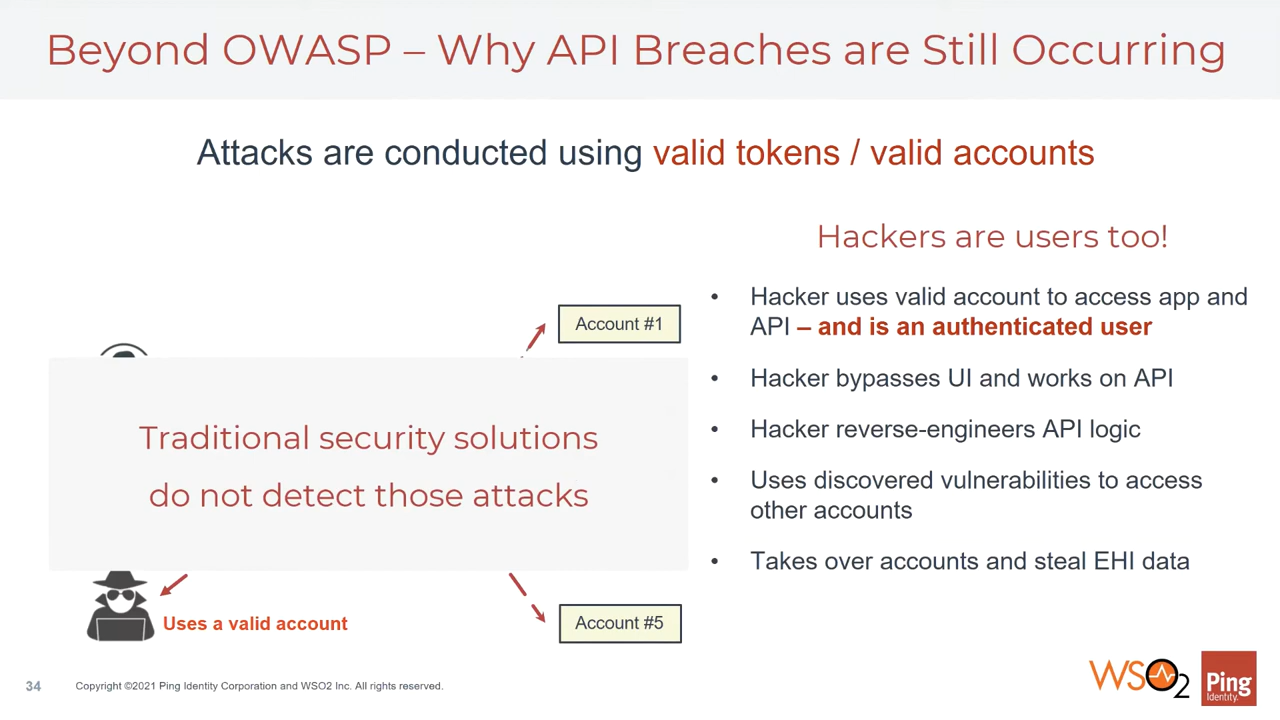 Beyond OWASP – Why API Breaches are Still Occurring
Attacks are conducted using valid tokens / valid accounts
Hackers are users too!
• Hacker uses valid account to access app and
API – and is an authenticated user
• Hacker bypasses UI and works on API
• Hacker reverse-engineers API logic
• Uses discovered vulnerabilities to access
other accounts
• Takes over accounts and steal EHI data
Account #1
Traditional security solutions
do not detect those attacks
Uses a valid account
Account #5
34
Copyright ©2021 Ping Identity Corporation and WSO2 Inc. All rights reserved.
WSO2
Ping
Identity.